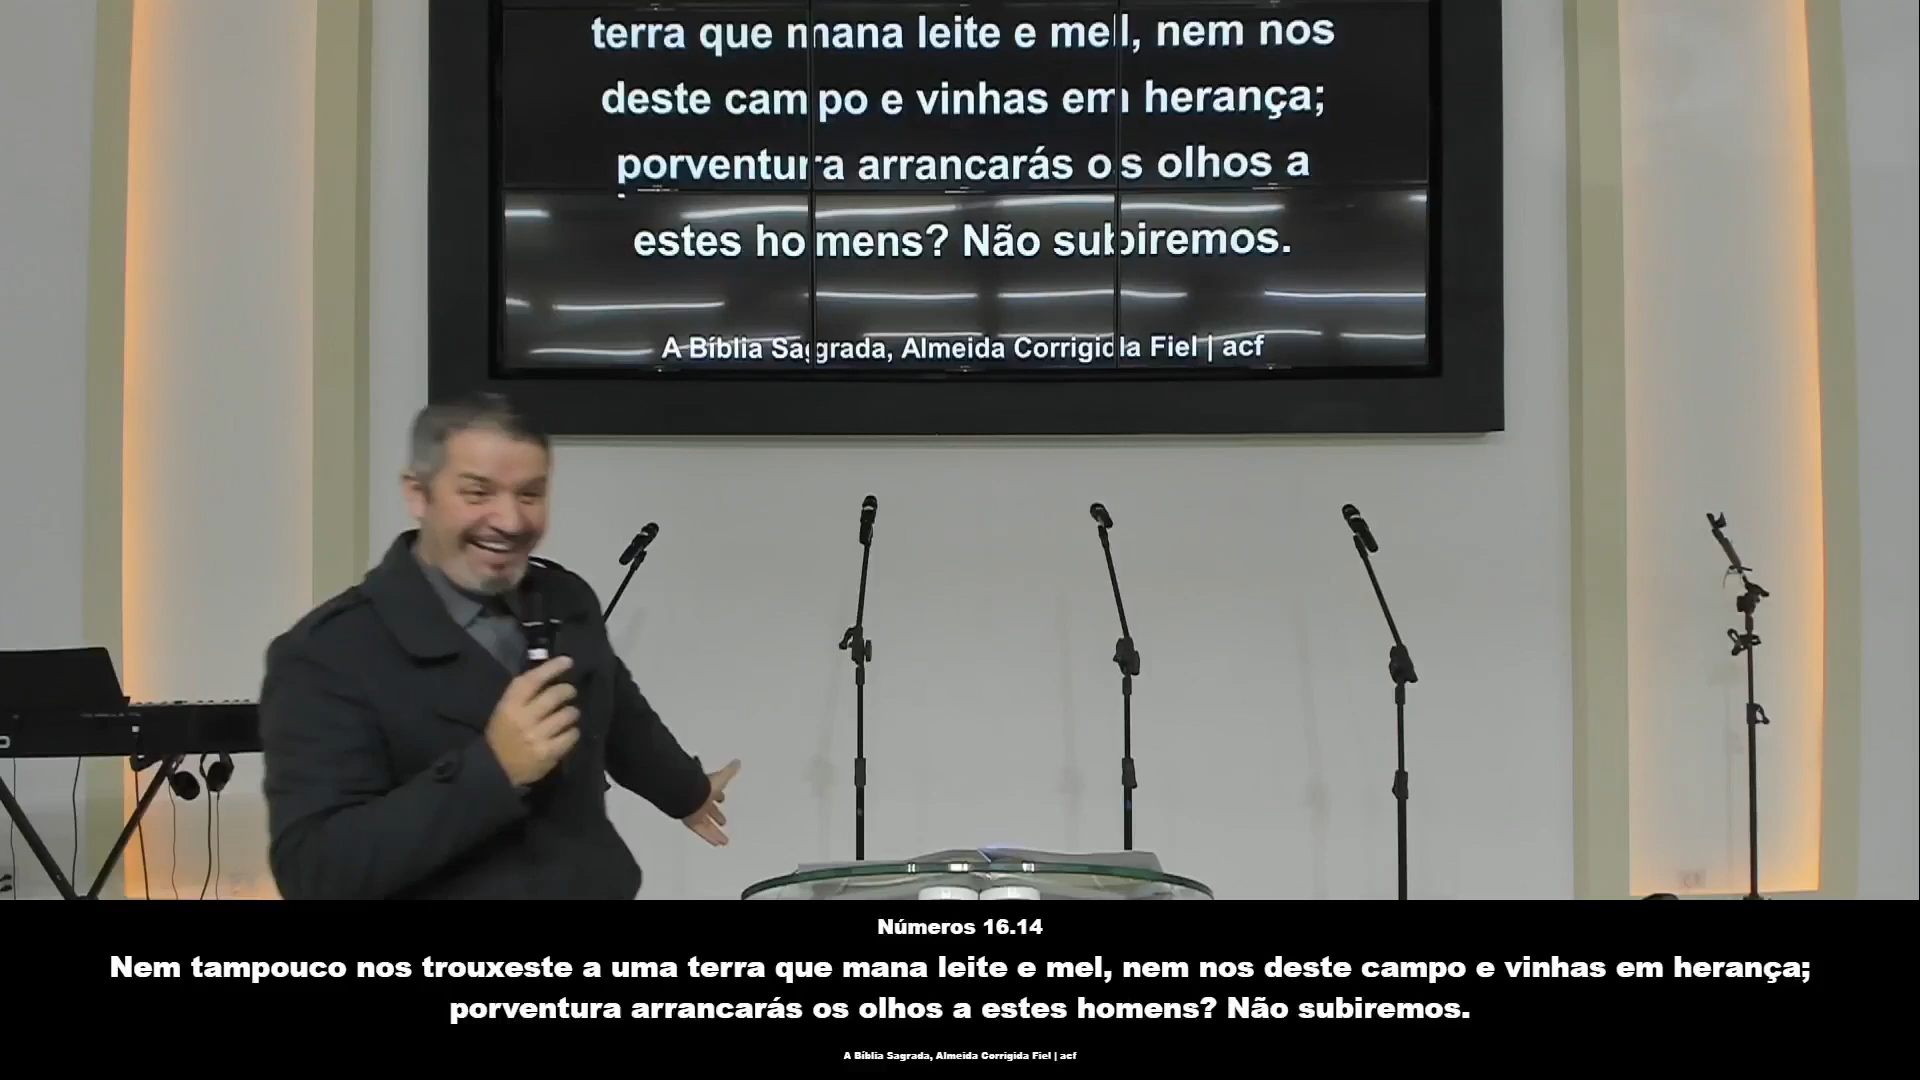 terra que mana leite e mel, nem nos
deste campo e vinhas em herança;
porventura arrancarás os olhos a
estes homens? Não subiremos.
A Bíblia Sagrada, Almeida Corrigida Fiel | acf
Números 16.14
Nem tampouco nos trouxeste a uma terra que mana leite e mel, nem nos deste campo e vinhas em herança;
porventura arrancarás os olhos a estes homens? Não subiremos.
A Bíblia Sagrada, Almeida Corrigida Fiel | acf